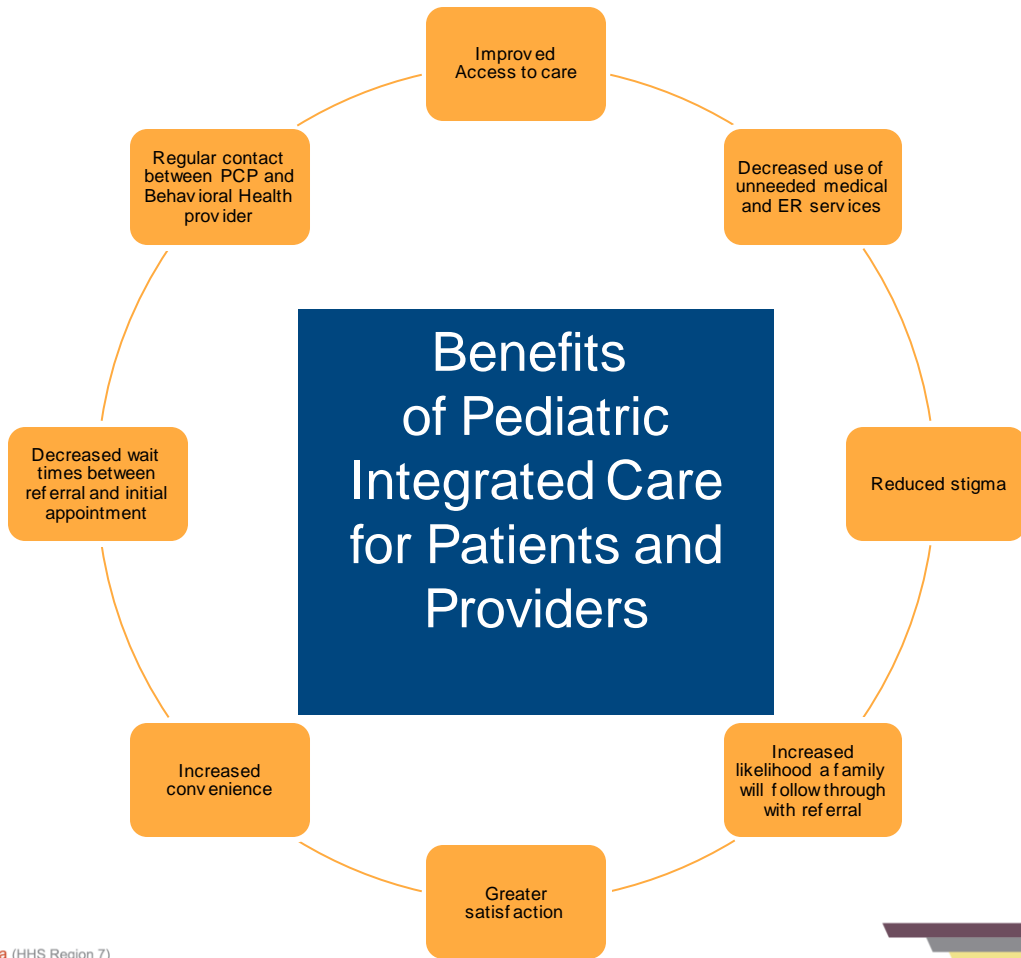 Improved
Access to care
Decreased use of
unneeded medical
and ER services
Reduced stigma
Increased
likelihood a family
will follow through
with referral
Greater
satisfaction
Increased
convenience
Decreased wait
times between
referral and initial
appointment
Regular contact
between PCP and
Behavioral Health
provider
Benefits
of Pediatric
Integrated Care
for Patients and
Providers
a (HHS Region 7)